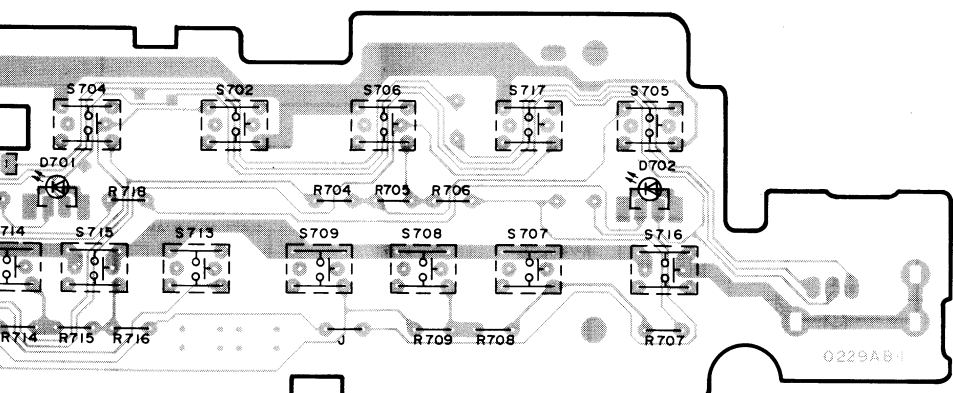 S704 S702 S706 S717 S705
D701 D702
R718 R704 R705 R706
714 S715 S713 S709 S708 S707 S716
R714 R715 R716 J R709 R708 R707
0229AB-1